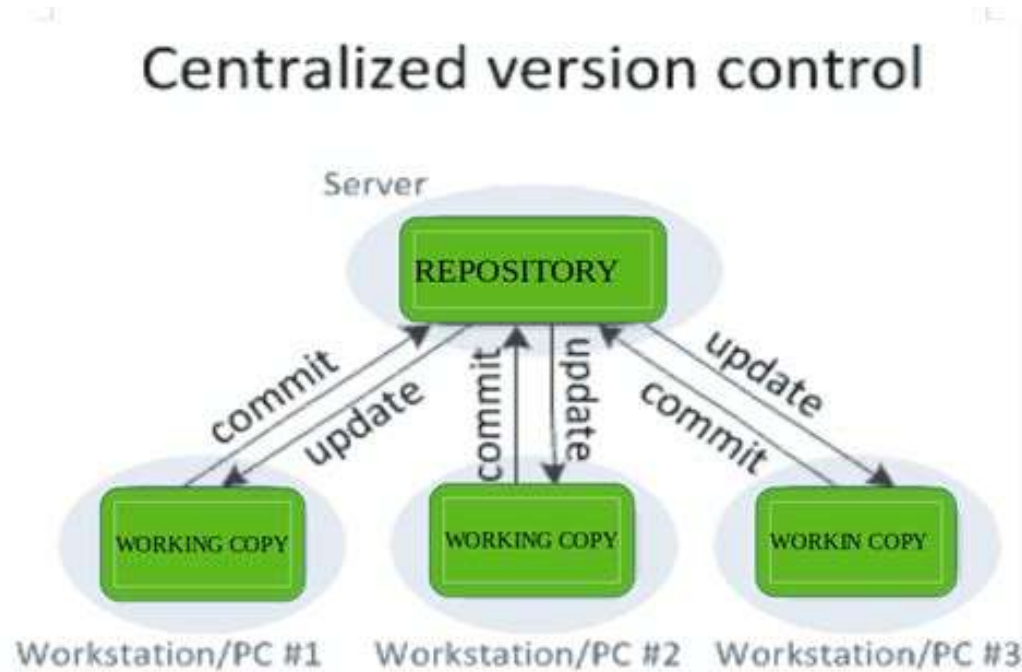 Centralized version control
Server
REPOSITORY
commit
update
commit
update
update
commit
WORKING COPY
WORKING COPY
WORKIN COPY
Workstation/PC #1
Workstation/PC #2
Workstation/PC #3